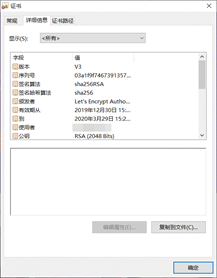 证书
常规 详细信息 证书路径
显示(S): <所有>
字段 值
版本 V3
序列号 03a1f9f7467391357...
签名算法 sha256RSA
签名哈希算法 sha256
颁发者 Let's Encrypt Autho...
有效期从 2019年12月30日 15...
到 2020年3月29日 15:2...
使用者
公钥 RSA (2048 Bits)
编辑属性(E)... 复制到文件(C)...
确定